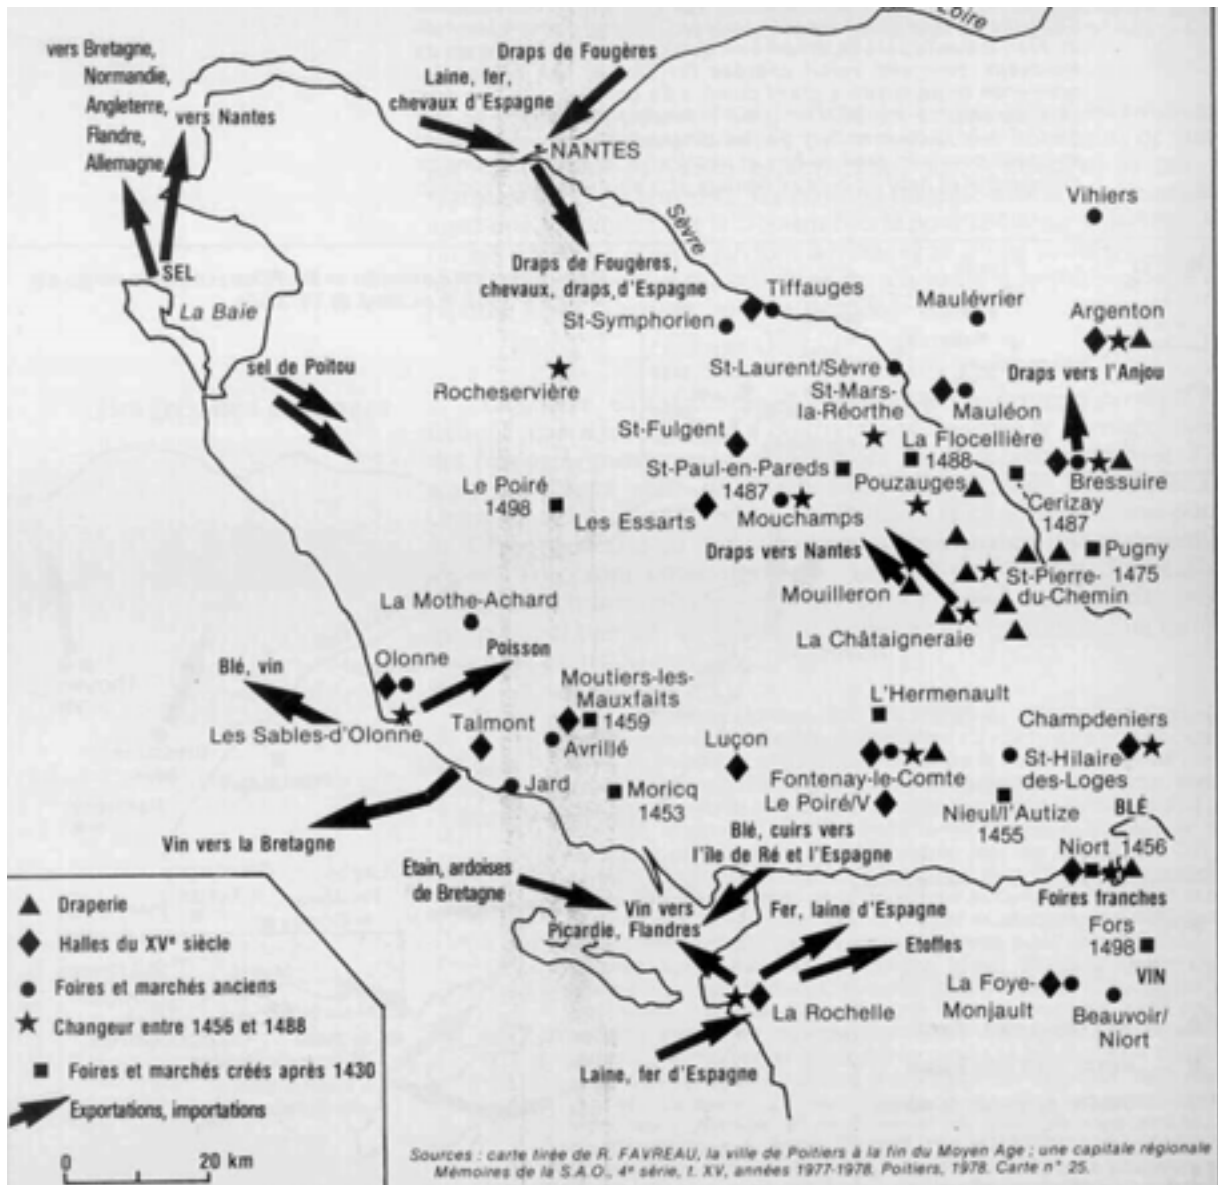 Loire
vers Bretagne,
Normandie,
Angleterre,
Flandre,
Allemagne
vers Nantes
Draps de Fougères
Laine, fer,
chevaux d'Espagne
NANTES
Sèvre
Vihiers
SEL
La Baie
Draps de Fougères,
chevaux, draps, d'Espagne
Tiffauges
St-Symphorien
Maulévrier
Argenton
sel de Poitou
Rocheservière
St-Laurent/Sèvre
St-Mars-
la-Réorthe
Mauléon
Draps vers l'Anjou
St-Fulgent
La Flocellière
1488
St-Paul-en-Pareds
1487
Pouzauges
Bressuire
Le Poiré
1498
Les Essarts
Mouchamps
Cerizay
1487
Draps vers Nantes
Pugny
1475
Mouilleron
St-Pierre-
du-Chemin
La Châtaigneraie
La Mothe-Achard
Olonne
Poisson
Blé, vin
Les Sables-d'Olonne
Talmont
Moutiers-les-
Mauxfaits
1459
Avrillé
L'Hermenault
Champdeniers
Luçon
Fontenay-le-Comte
St-Hilaire
des-Loges
Jard
Moricq
1453
Le Poiré/V
Nieul/l'Autize
1455
BLÉ
Vin vers la Bretagne
Blé, cuirs vers
l'île de Ré et l'Espagne
Niort 1456
Foires franches
Etain, ardoises
de Bretagne
Vin vers
Picardie, Flandres
Fer, laine d'Espagne
Etoffes
Fors
1498
La Foye-
Monjault
VIN
Beauvoir/
Niort
La Rochelle
Laine, fer d'Espagne
Draperie
Halles du XVe siècle
Foires et marchés anciens
Changeur entre 1456 et 1488
Foires et marchés créés après 1430
Exportations, importations
0 20 km
Sources : carte tirée de R. FAVREAU, la ville de Poitiers à la fin du Moyen Age ; une capitale régionale
Mémoires de la S.A.O., 4e série, t. XV, années 1977-1978. Poitiers, 1978. Carte n° 25.